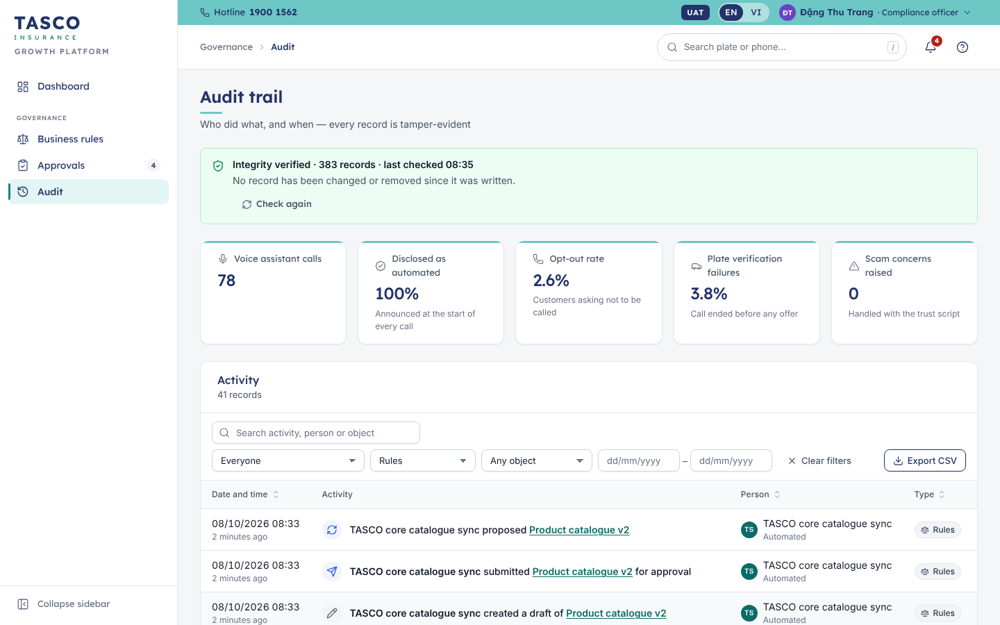 TASCO
INSURANCE
GROWTH PLATFORM
Dashboard
GOVERNANCE
Business rules
Approvals 4
Audit
Collapse sidebar
Hotline 1900 1562
UAT EN VI ĐT Đặng Thu Trang · Compliance officer
Governance > Audit
Search plate or phone... /
4
Audit trail
Who did what, and when — every record is tamper-evident
Integrity verified · 383 records · last checked 08:35
No record has been changed or removed since it was written.
Check again
Voice assistant calls
78
Disclosed as
automated
100%
Announced at the start of
every call
Opt-out rate
2.6%
Customers asking not to be
called
Plate verification
failures
3.8%
Call ended before any offer
Scam concerns
raised
0
Handled with the trust script
Activity
41 records
Search activity, person or object
Everyone Rules Any object dd/mm/yyyy – dd/mm/yyyy Clear filters Export CSV
Date and time Activity Person Type
08/10/2026 08:33
2 minutes ago
TASCO core catalogue sync proposed Product catalogue v2
TS TASCO core catalogue sync
Automated
Rules
08/10/2026 08:33
2 minutes ago
TASCO core catalogue sync submitted Product catalogue v2 for approval
TS TASCO core catalogue sync
Automated
Rules
08/10/2026 08:33
2 minutes ago
TASCO core catalogue sync created a draft of Product catalogue v2
TS TASCO core catalogue sync
Automated
Rules